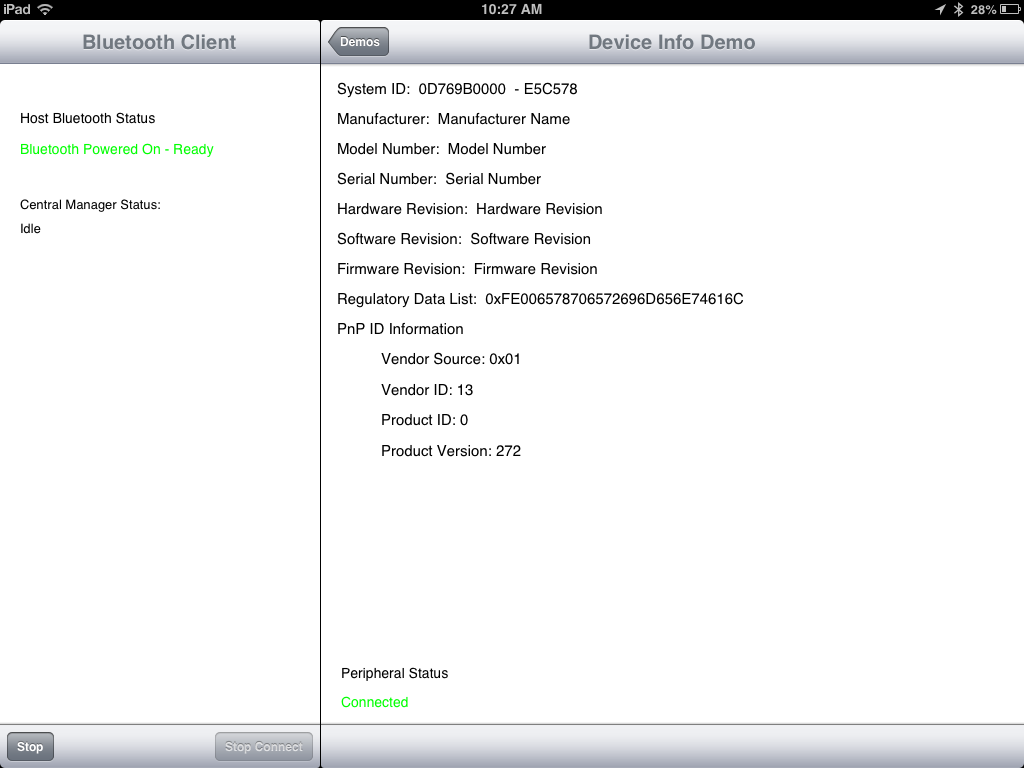 iPad 10:27 AM 28%
Bluetooth Client
Host Bluetooth Status
Bluetooth Powered On - Ready
Central Manager Status:
Idle
Stop Stop Connect
Demos Device Info Demo
System ID: 0D769B0000 - E5C578
Manufacturer: Manufacturer Name
Model Number: Model Number
Serial Number: Serial Number
Hardware Revision: Hardware Revision
Software Revision: Software Revision
Firmware Revision: Firmware Revision
Regulatory Data List: 0xFE006578706572696D656E74616C
PnP ID Information
Vendor Source: 0x01
Vendor ID: 13
Product ID: 0
Product Version: 272
Peripheral Status
Connected